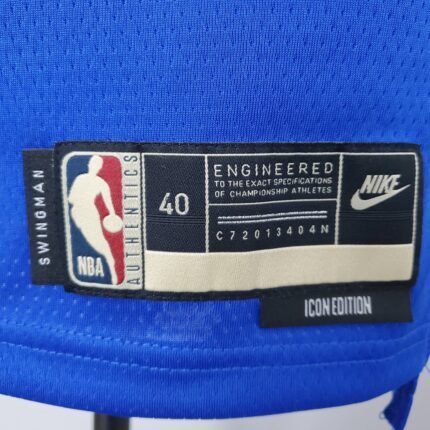 SWINGMAN
NBA
AUTHENTICS
40
ENGINEERED
TO THE EXACT SPECIFICATIONS
OF CHAMPIONSHIP ATHLETES
C72013404N
NIKE
ICON EDITION